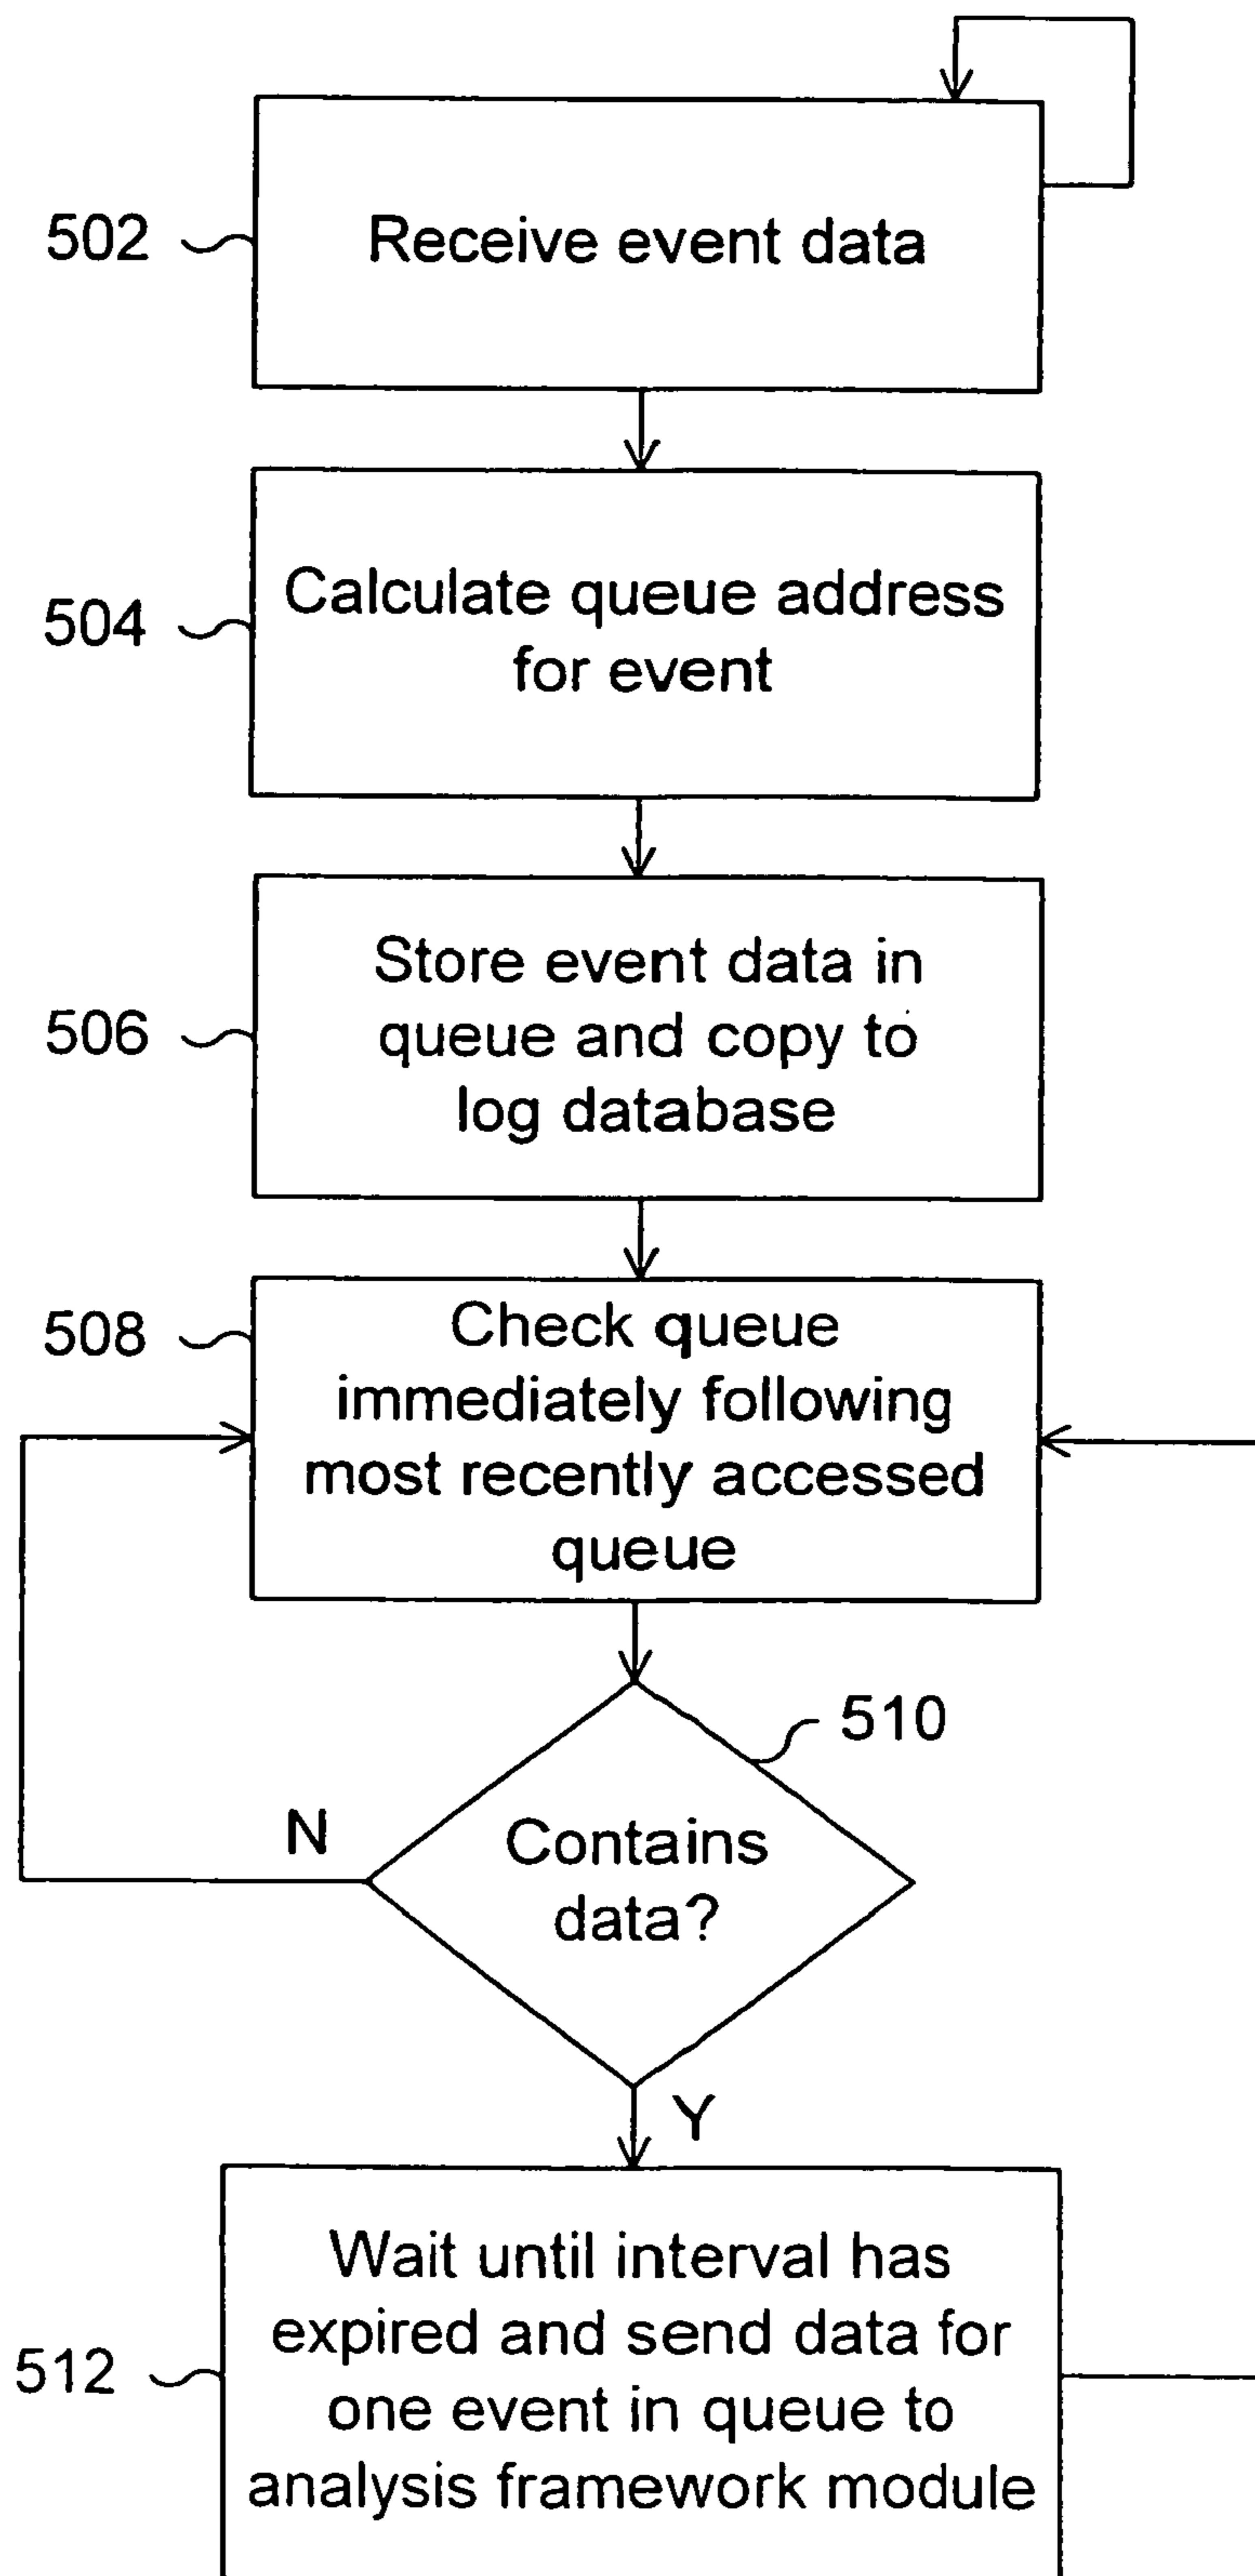 502
Receive event data
504
Calculate queue address
for event
506
Store event data in
queue and copy to
log database
508
Check queue
immediately following
most recently accessed
queue
510
Contains
data?
N
Y
512
Wait until interval has
expired and send data for
one event in queue to
analysis framework module